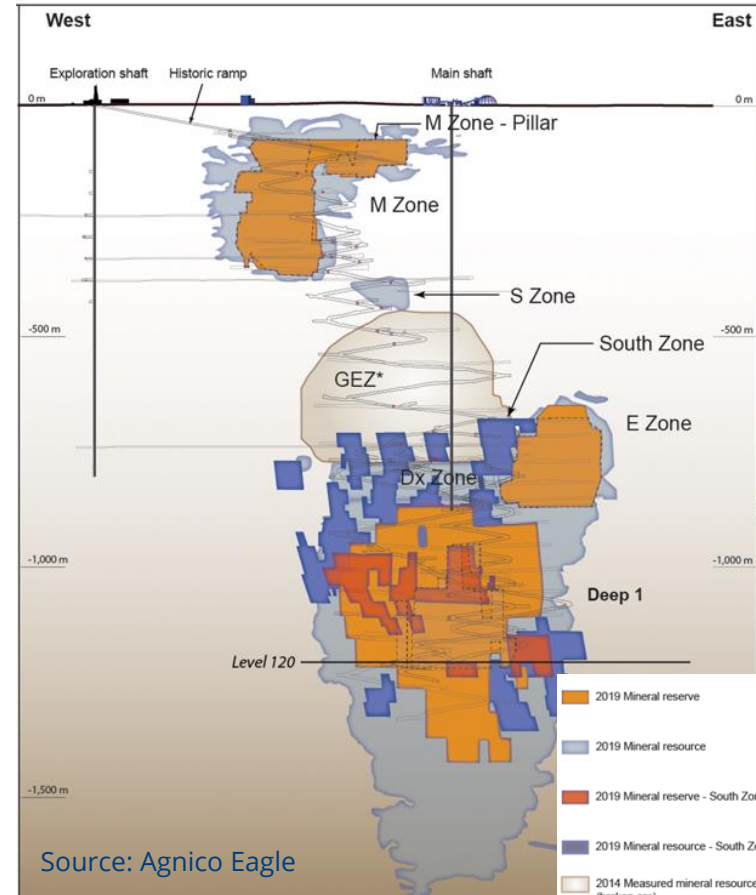 West
East
Exploration shaft
Historic ramp
Main shaft
0 m
0 m
M Zone - Pillar
M Zone
S Zone
-500 m
-500 m
South Zone
GEZ*
E Zone
Dx Zone
-1,000 m
-1,000 m
Deep 1
Level 120
2019 Mineral reserve
2019 Mineral resource
2019 Mineral reserve - South
-1,500 m
2019 Mineral resource - South
2014 Measured mineral resource
Source: Agnico Eagle